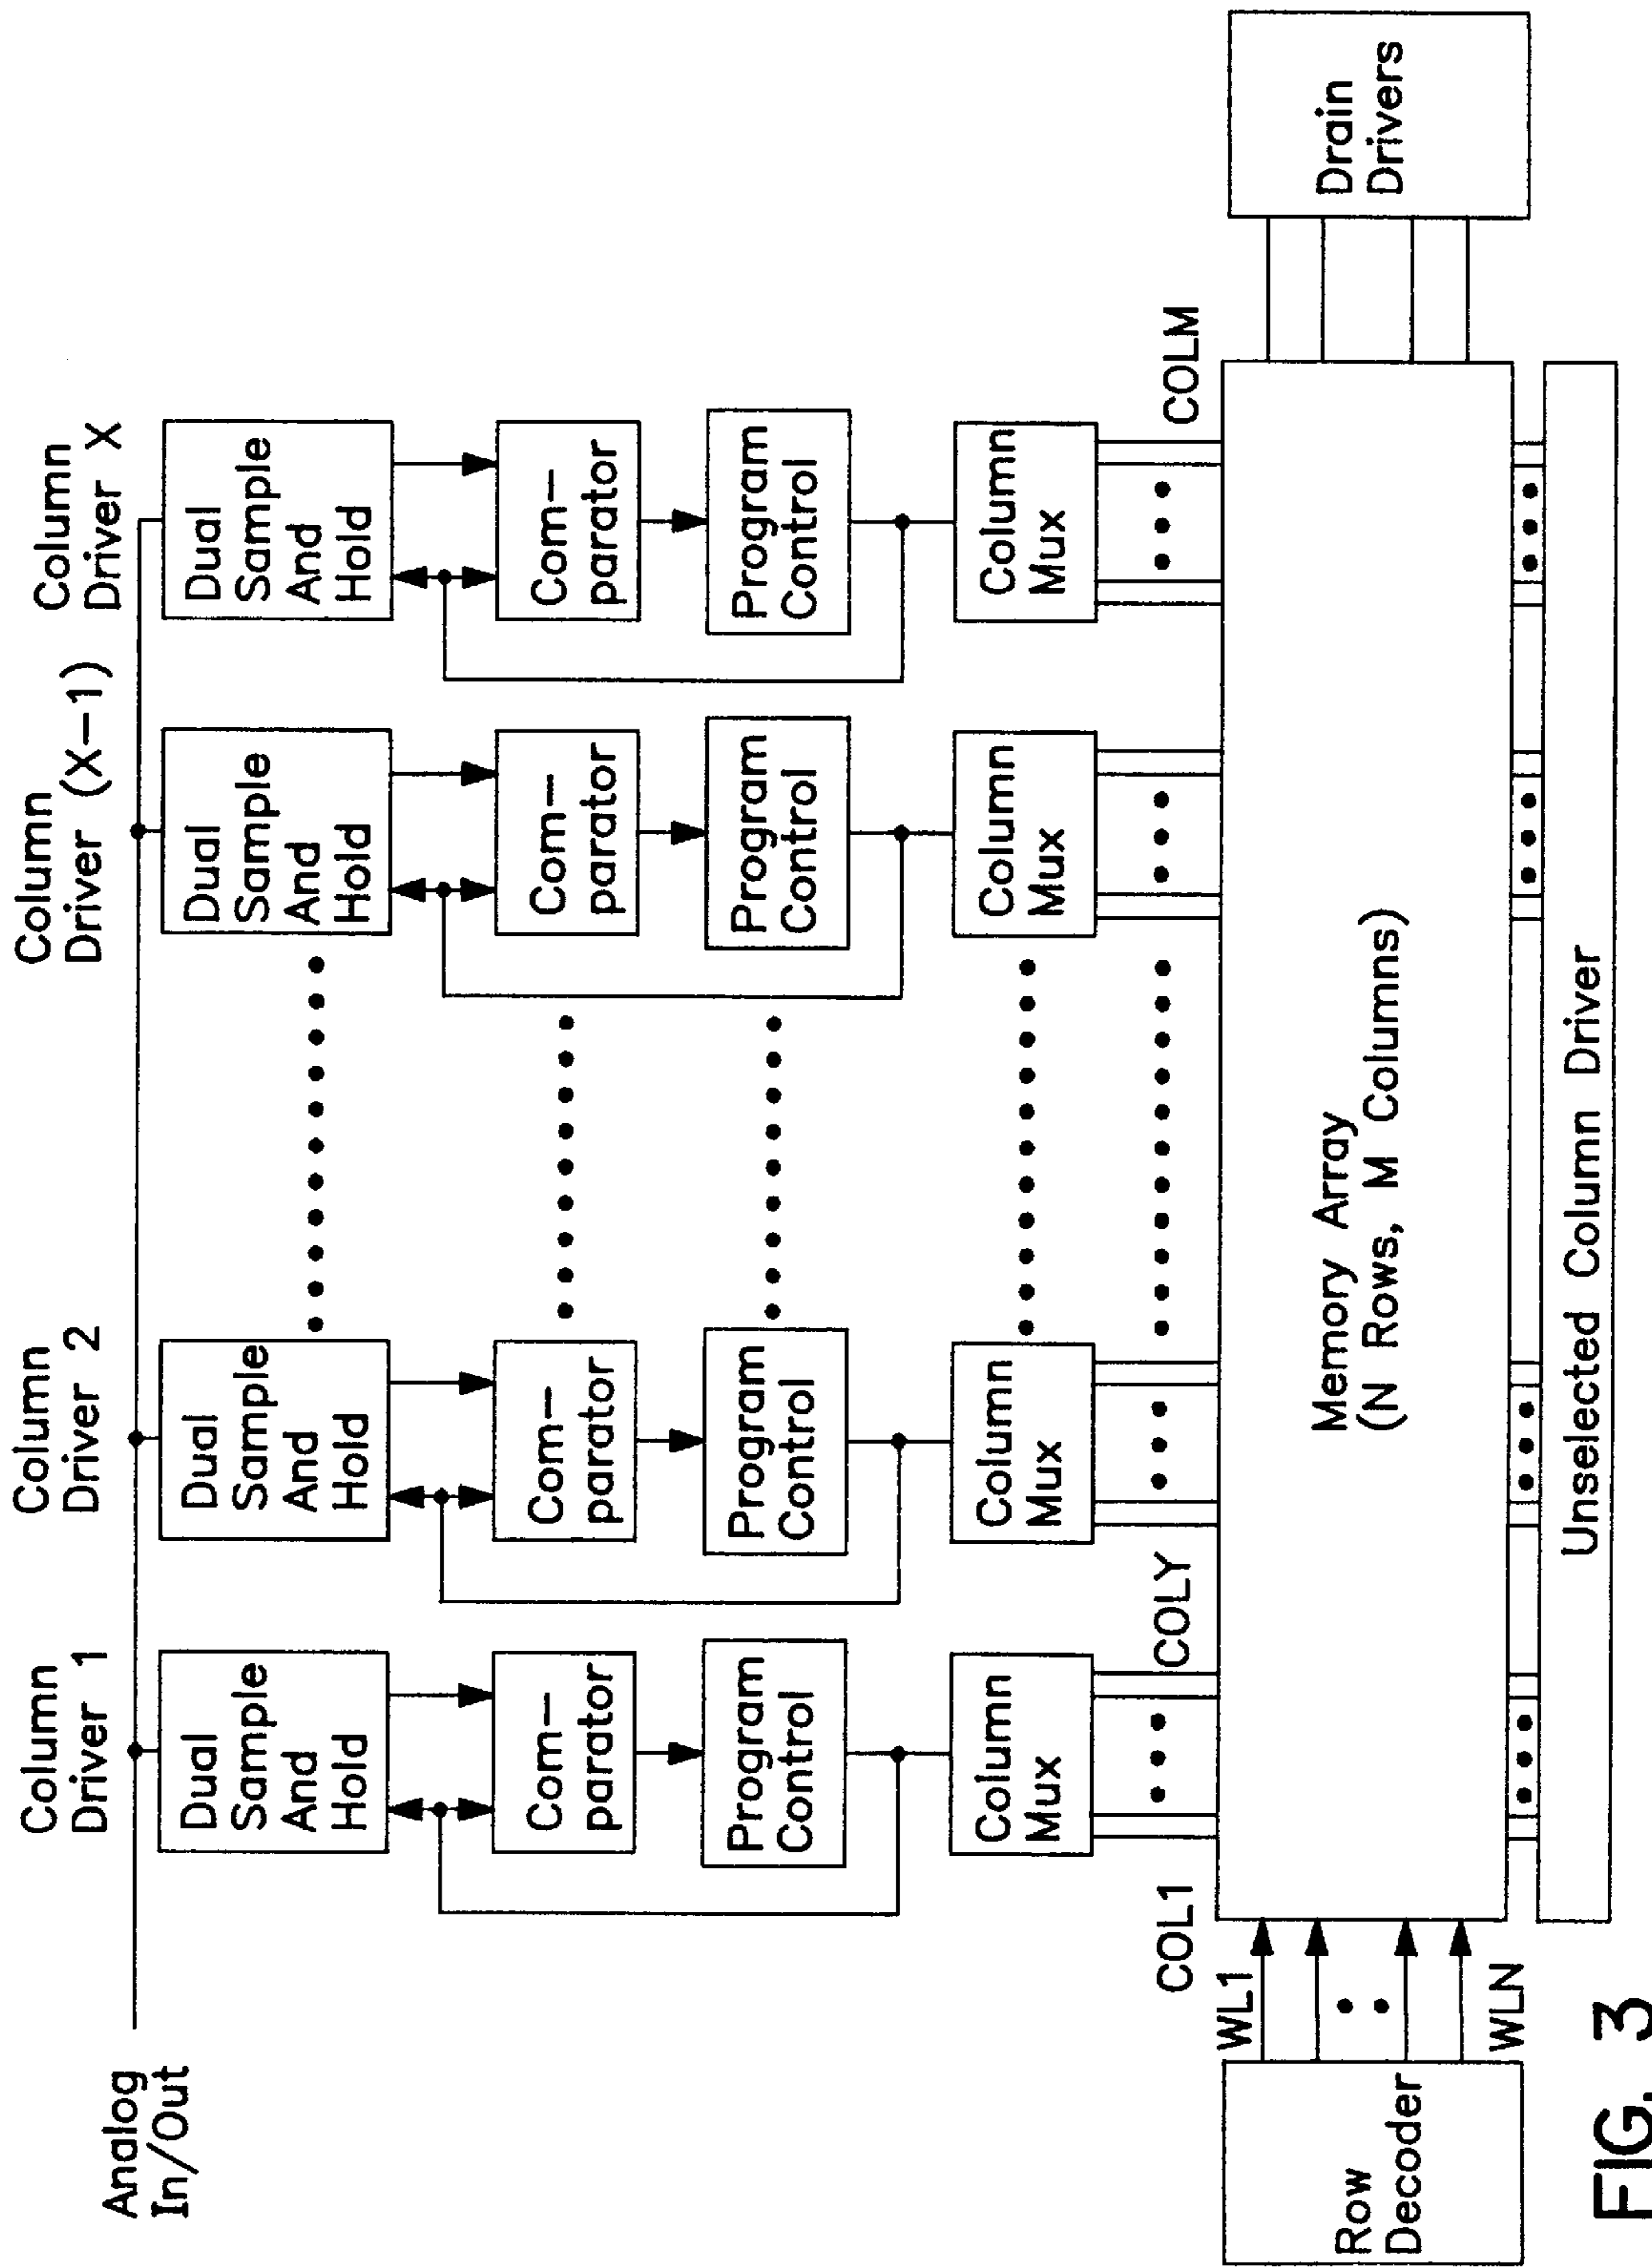 Analog
In/Out
Column
Driver 1
Column
Driver 2
Column
Driver (X-1)
Column
Driver X
Dual
Sample
And
Hold
Dual
Sample
And
Hold
Dual
Sample
And
Hold
Dual
Sample
And
Hold
Com-
parator
Com-
parator
Com-
parator
Com-
parator
Program
Control
Program
Control
Program
Control
Program
Control
Column
Mux
Column
Mux
Column
Mux
Column
Mux
COL1
COLY
COLM
WL1
WLN
Row
Decoder
Memory Array
(N Rows, M Columns)
Drain
Drivers
Unselected Column Driver
FIG. 3